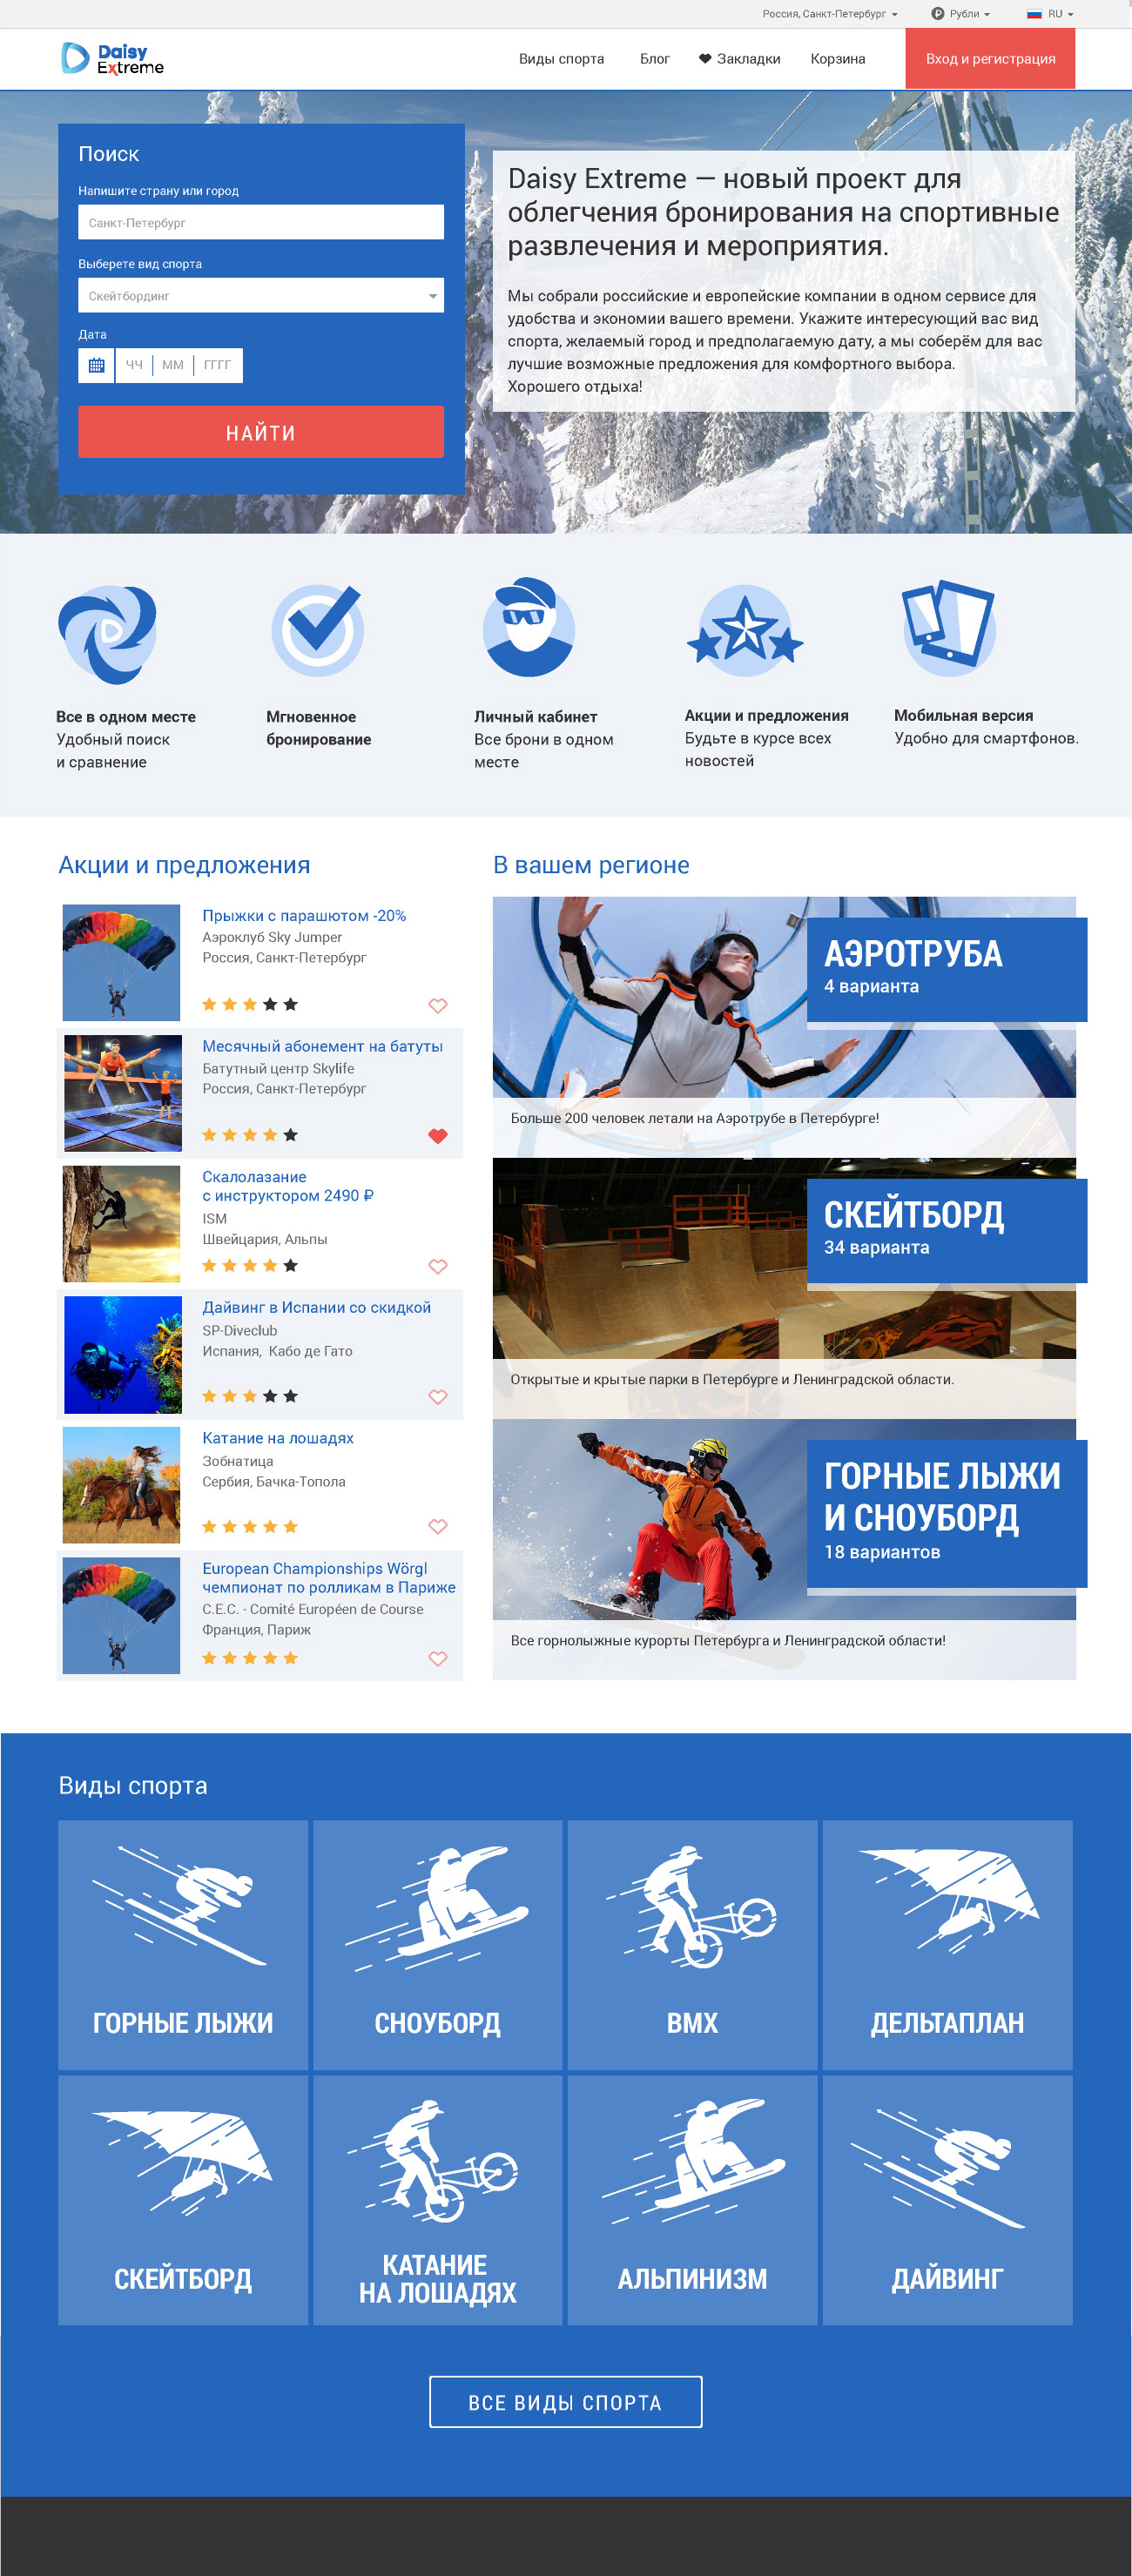 Россия, Санкт-Петербург
Рубли
RU
Daisy
Extreme
Виды спорта
Блог
Закладки
Корзина
Вход и регистрация
Поиск
Напишите страну или город
Санкт-Петербург
Выберете вид спорта
Скейтбординг
Дата
ЧЧ
ММ
ГГГГ
НАЙТИ
Daisy Extreme — новый проект для
облегчения бронирования на спортивные
развлечения и мероприятия.
Мы собрали российские и европейские компании в одном сервисе для
удобства и экономии вашего времени. Укажите интересующий вас вид
спорта, желаемый город и предполагаемую дату, а мы соберём для вас
лучшие возможные предложения для комфортного выбора.
Хорошего отдыха!
Все в одном месте
Удобный поиск
и сравнение
Мгновенное
бронирование
Личный кабинет
Все брони в одном
месте
Акции и предложения
Будьте в курсе всех
новостей
Мобильная версия
Удобно для смартфонов.
Акции и предложения
Прыжки с парашютом -20%
Аэроклуб Sky Jumper
Россия, Санкт-Петербург
Месячный абонемент на батуты
Батутный центр Skylife
Россия, Санкт-Петербург
Скалолазание
с инструктором 2490 ₽
ISM
Швейцария, Альпы
Дайвинг в Испании со скидкой
SP-Diveclub
Испания, Кабо де Гато
Катание на лошадях
Зобнатица
Сербия, Бачка-Топола
European Championships Wörgl
чемпионат по ролликам в Париже
C.E.C. - Comité Européen de Course
Франция, Париж
В вашем регионе
АЭРОТРУБА
4 варианта
Больше 200 человек летали на Аэротрубе в Петербурге!
СКЕЙТБОРД
34 варианта
Открытые и крытые парки в Петербурге и Ленинградской области.
ГОРНЫЕ ЛЫЖИ
И СНОУБОРД
18 вариантов
Все горнолыжные курорты Петербурга и Ленинградской области!
Виды спорта
ГОРНЫЕ ЛЫЖИ
СНОУБОРД
BMX
ДЕЛЬТАПЛАН
СКЕЙТБОРД
КАТАНИЕ
НА ЛОШАДЯХ
АЛЬПИНИЗМ
ДАЙВИНГ
ВСЕ ВИДЫ СПОРТА